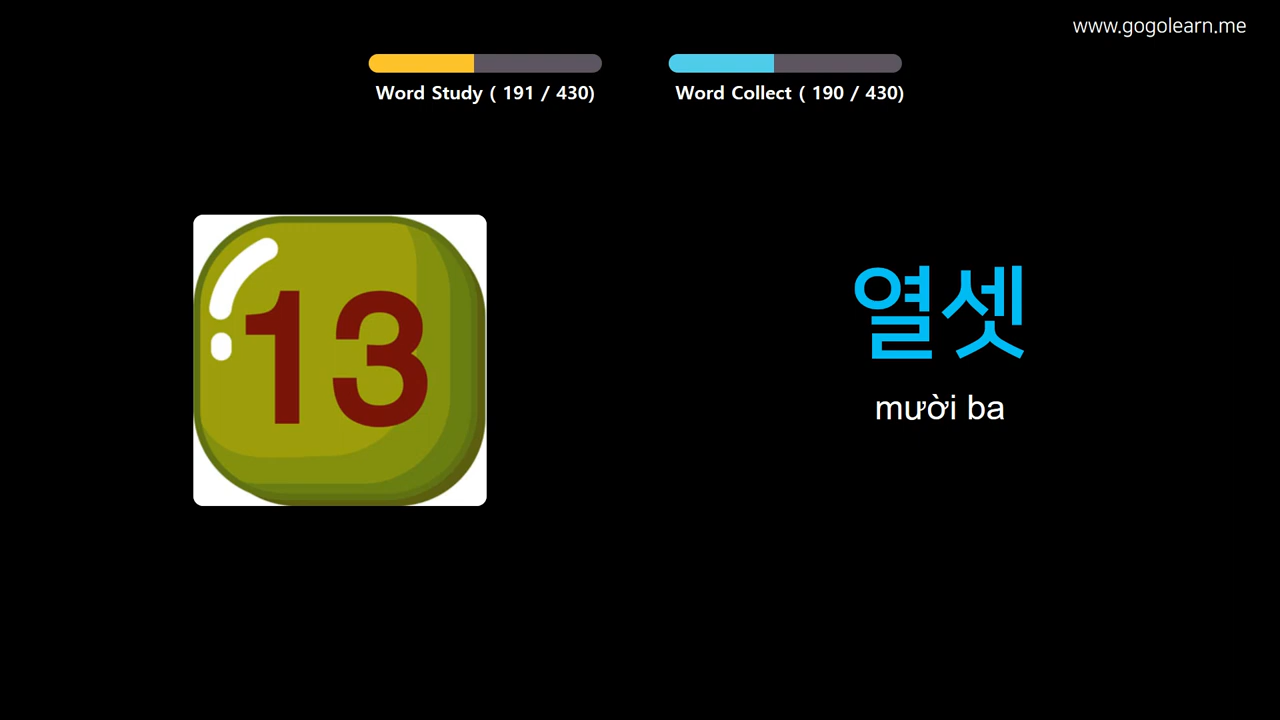 www.gogolearn.me
Word Study ( 191 / 430)
Word Collect ( 190 / 430)
13
열셋
mười ba